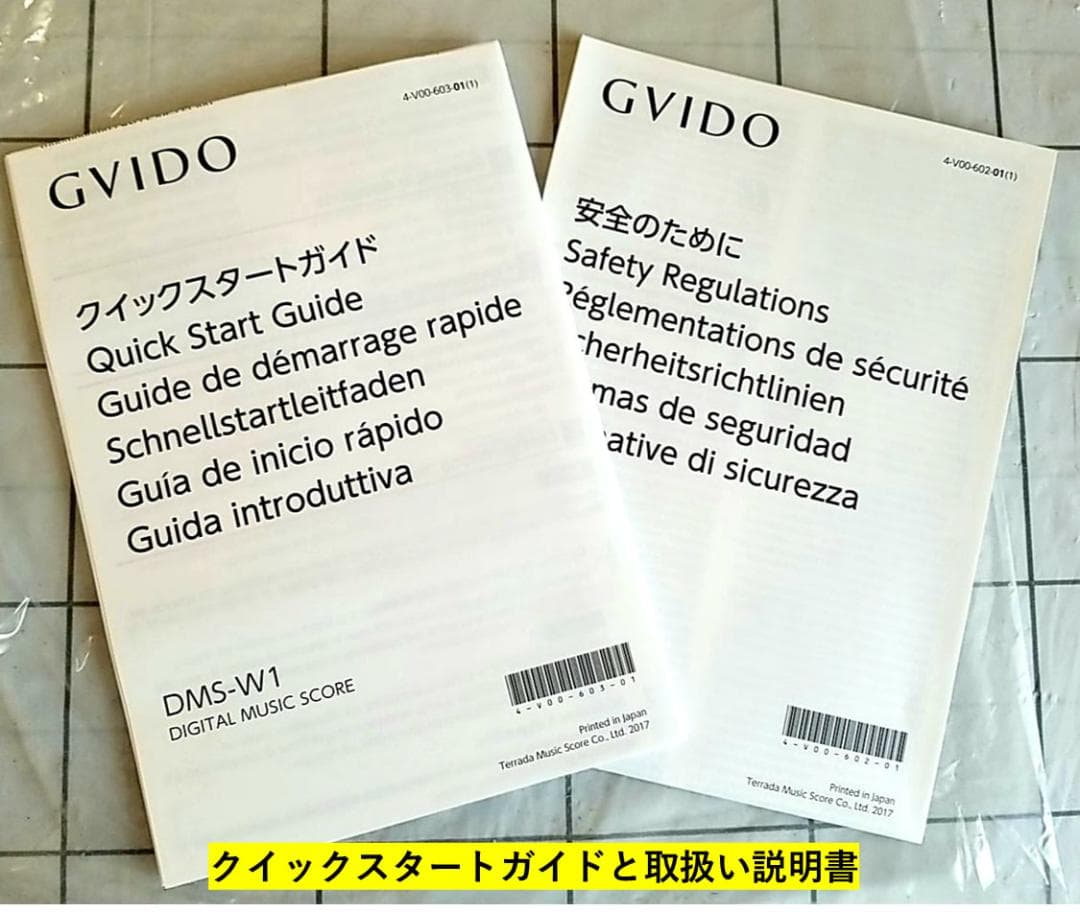 GVIDO
4-V00-603-01(1)
クイックスタートガイド
Quick Start Guide
Guide de démarrage rapide
Schnellstartleitfaden
Guía de inicio rápido
Guida introduttiva
DMS-W1
DIGITAL MUSIC SCORE
4-V00-603-01
Printed in Japan
Terrada Music Score Co., Ltd. 2017
GVIDO
4-V00-602-01(1)
安全のために
Safety Regulations
Réglementations de sécurité
cherheitsrichtlinien
mas de seguridad
ative di sicurezza
4-V00-602-01
Printed in Japan
Terrada Music Score Co., Ltd. 2017
クイックスタートガイドと取扱い説明書